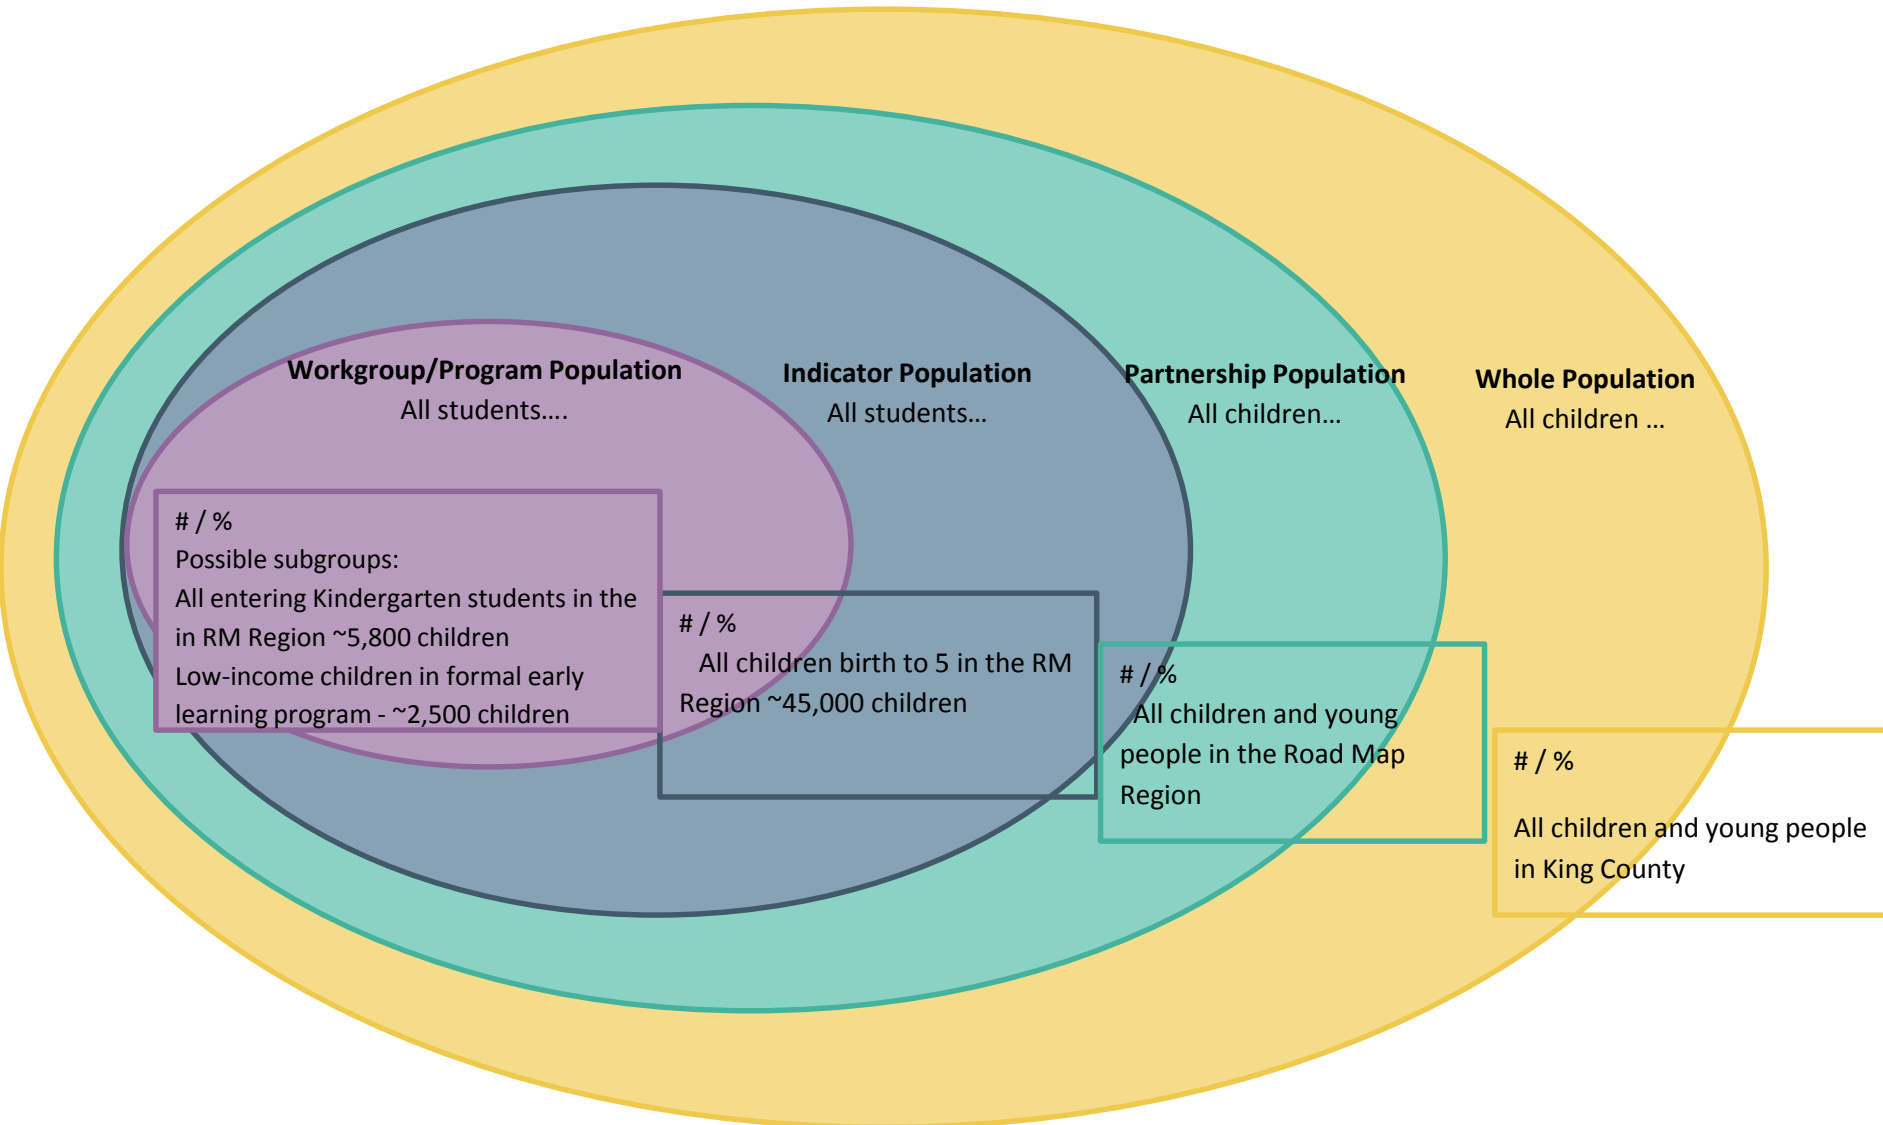 Workgroup/Program Population
All students….
Indicator Population
All students…
Partnership Population
All children…
Whole Population
All children …
# / %
Possible subgroups:
All entering Kindergarten students in the
in RM Region ~5,800 children
Low-income children in formal early
learning program - ~2,500 children
# / %
All children birth to 5 in the RM
Region ~45,000 children
# / %
All children and young
people in the Road Map
Region
# / %
All children and young people
in King County